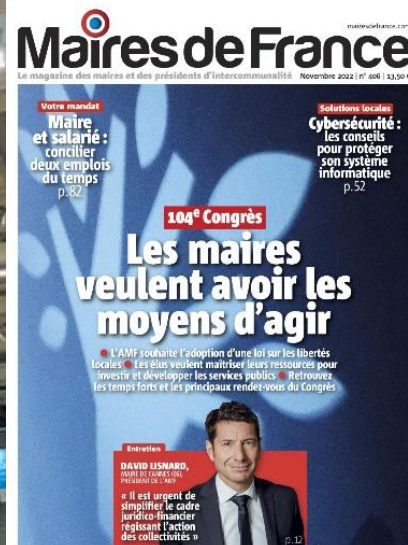 mairesdefrance.com
Maires de France
Le magazine des maires et des présidents d'intercommunalité Novembre 2022 | n° 406 | 13,50 €
Votre mandat
Maire
et salarié :
concilier
deux emplois
du temps
p.82
Solutions locales
Cybersécurité :
les conseils
pour protéger
son système
informatique
p.52
104e Congrès
Les maires
veulent avoir les
moyens d'agir
● L'AMF souhaite l'adoption d'une loi sur les libertés
locales ● Les élus veulent maîtriser leurs ressources pour
investir et développer les services publics ● Retrouvez
les temps forts et les principaux rendez-vous du Congrès
Entretien
DAVID LISNARD,
MAIRE DE CANNES (06),
PRÉSIDENT DE L'AMF
« Il est urgent de
simplifier le cadre
juridico-financier
régissant l'action
des collectivités »
p.12